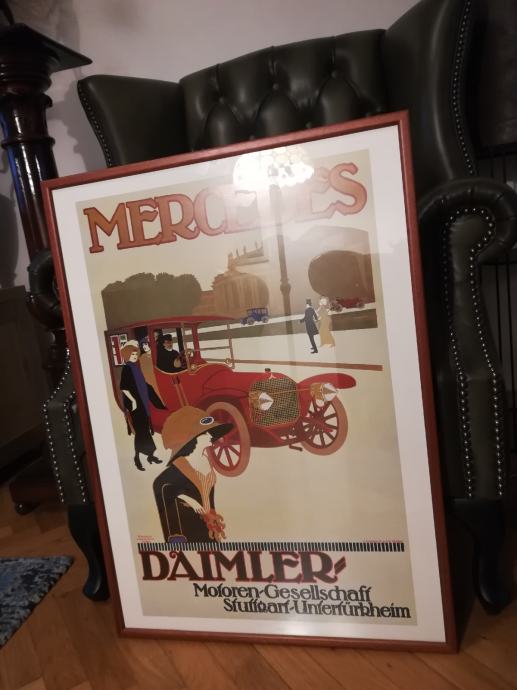 MERCEDES
DAIMLER-
Motoren-Gesellschaft
Stuttgart-Untertürkheim